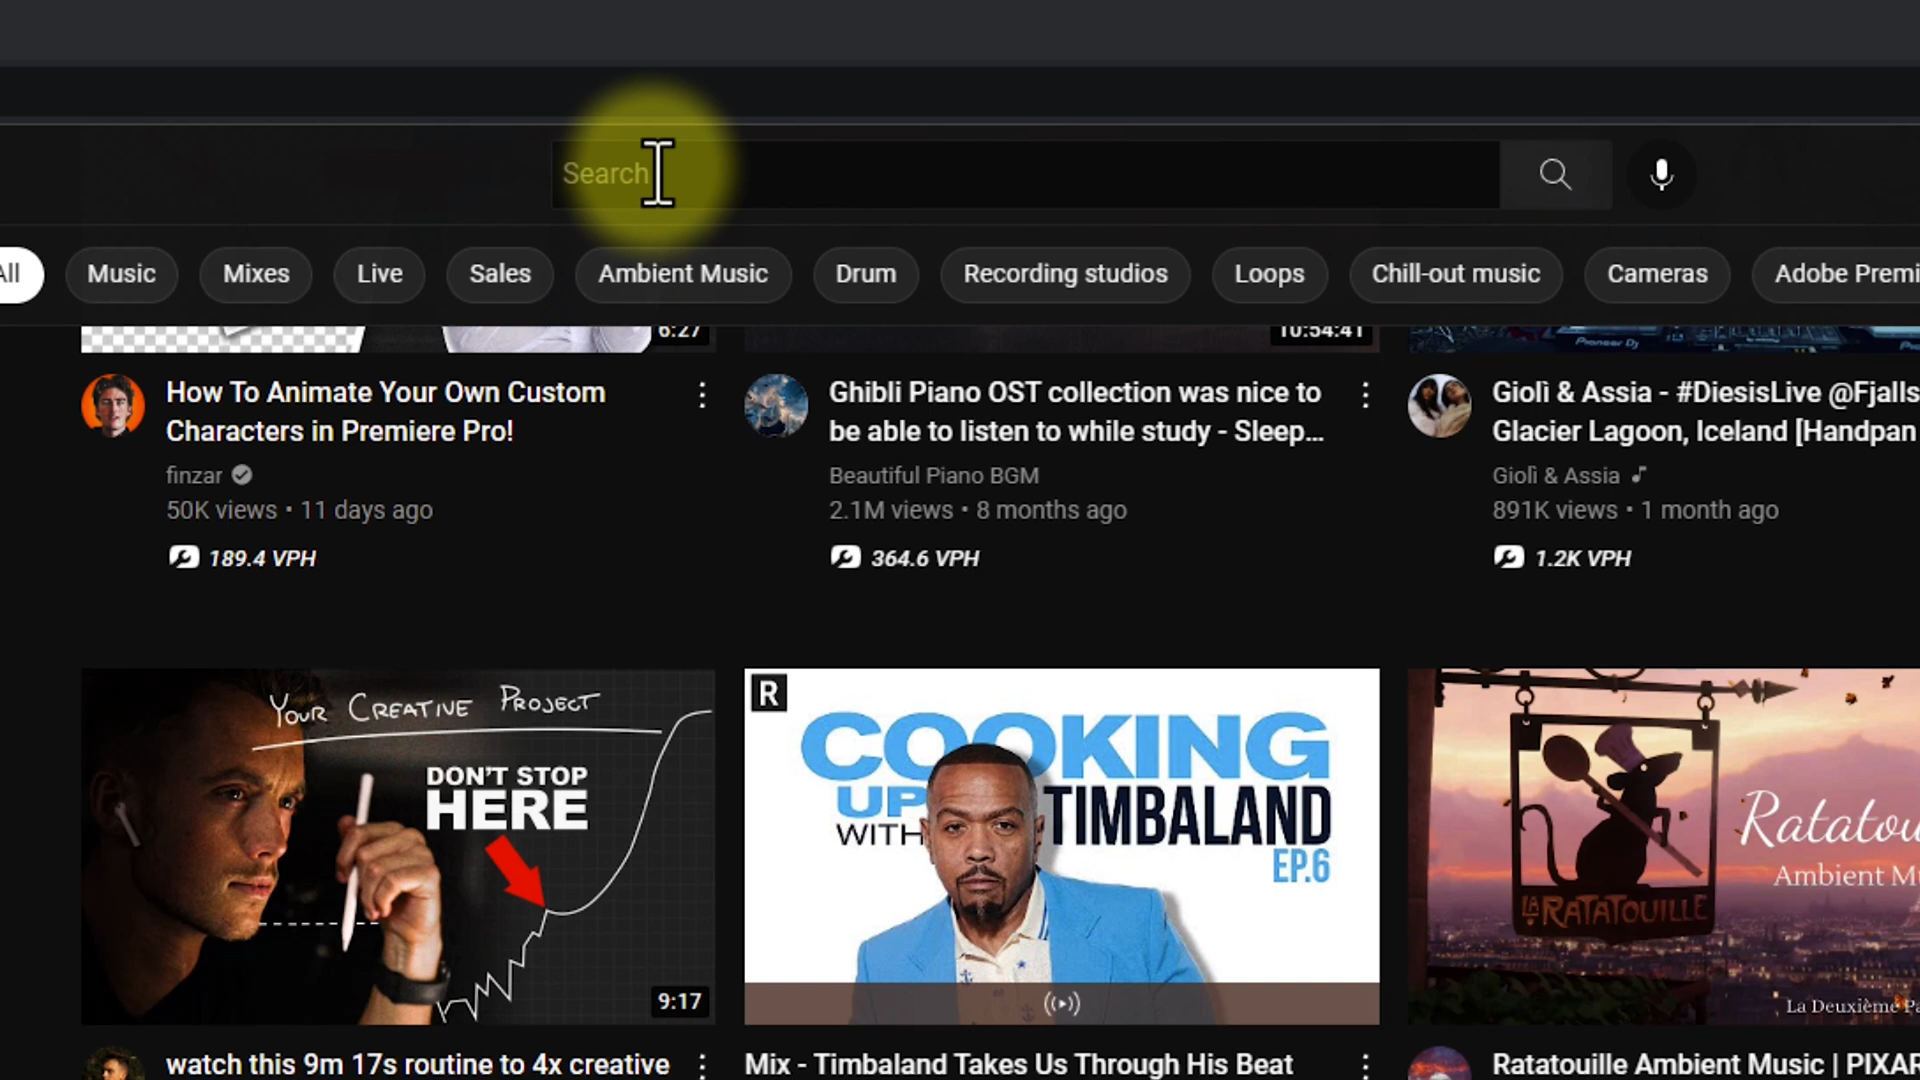 Search
All
Music
Mixes
Live
Sales
Ambient Music
Drum
Recording studios
Loops
Chill-out music
Cameras
Adobe Premi
6:27
10:54:41
Pioneer Dj
How To Animate Your Own Custom
Characters in Premiere Pro!
finzar
50K views • 11 days ago
189.4 VPH
Ghibli Piano OST collection was nice to
be able to listen to while study - Sleep...
Beautiful Piano BGM
2.1M views • 8 months ago
364.6 VPH
Giolì & Assia - #DiesisLive @Fjalls
Glacier Lagoon, Iceland [Handpan
Giolì & Assia
891K views • 1 month ago
1.2K VPH
YOUR CREATIVE PROJECT
DON'T STOP
HERE
9:17
R
COOKING
UP
WITH
TIMBALAND
EP.6
LA RATATOUILLE
Ratatou
Ambient Mu
La Deuxième Pa
watch this 9m 17s routine to 4x creative
Mix - Timbaland Takes Us Through His Beat
Ratatouille Ambient Music | PIXAR